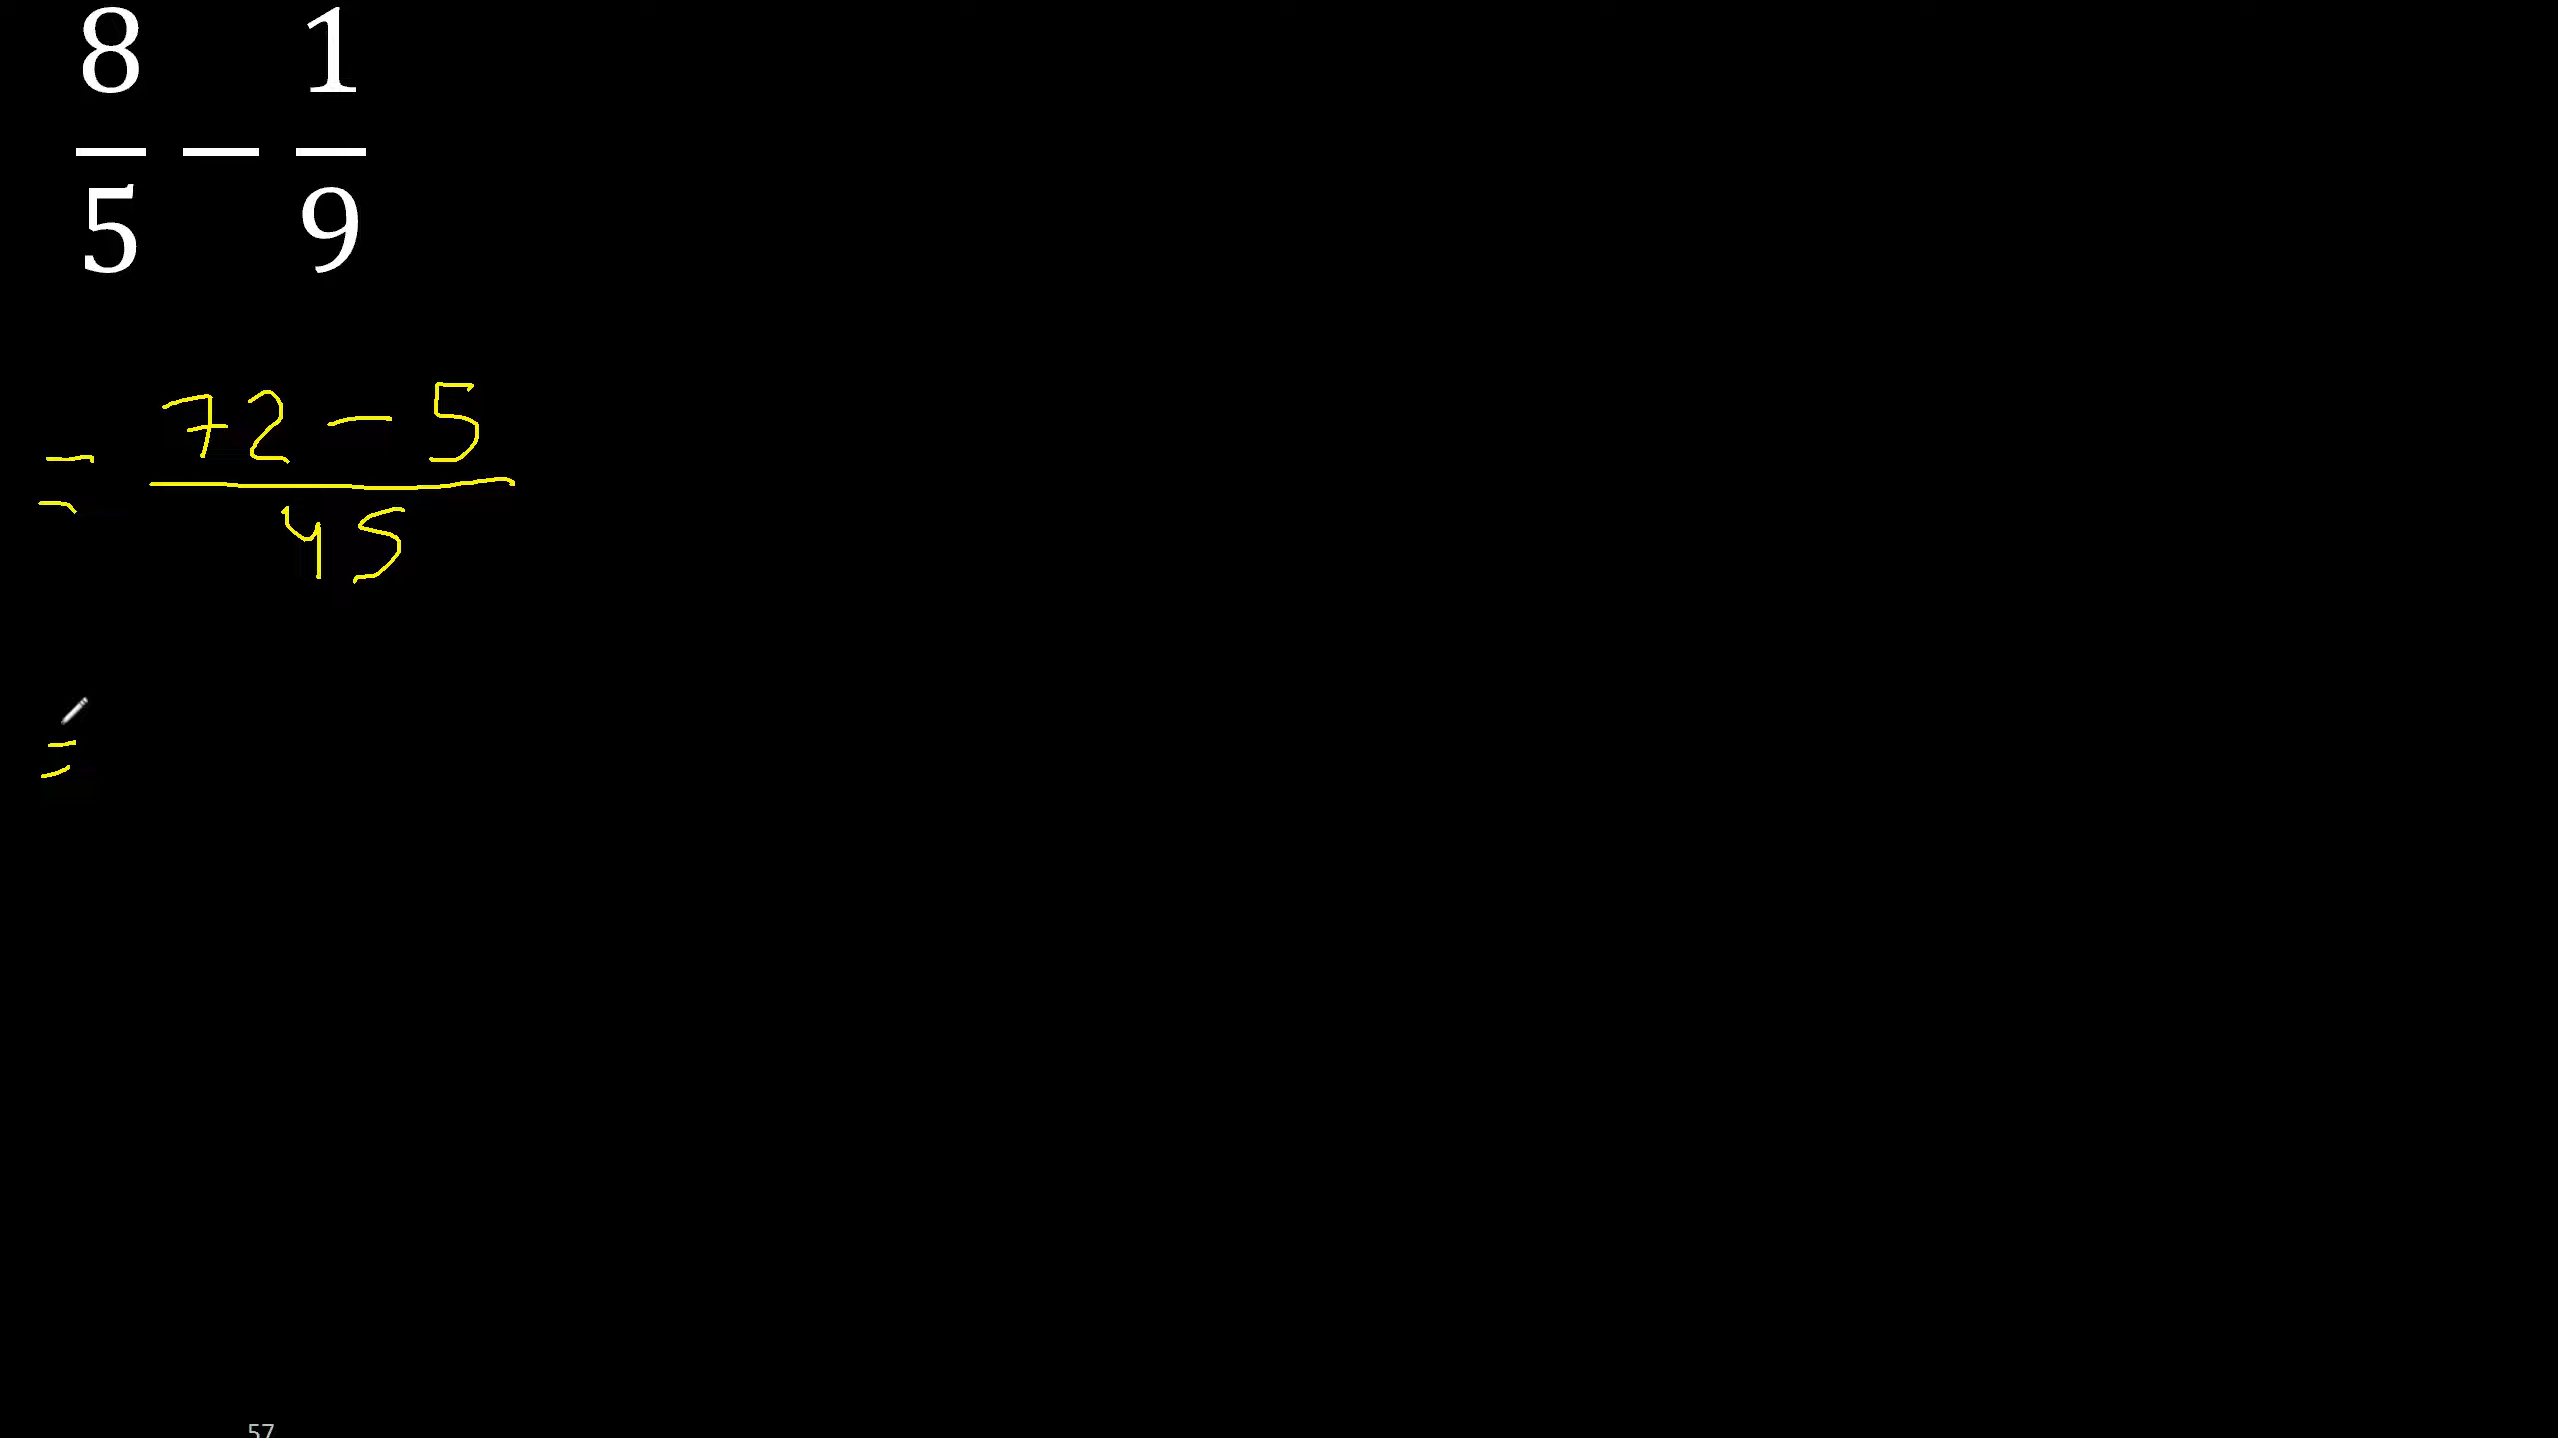 8/5 − 1/9
= 72 − 5 / 45
=
57